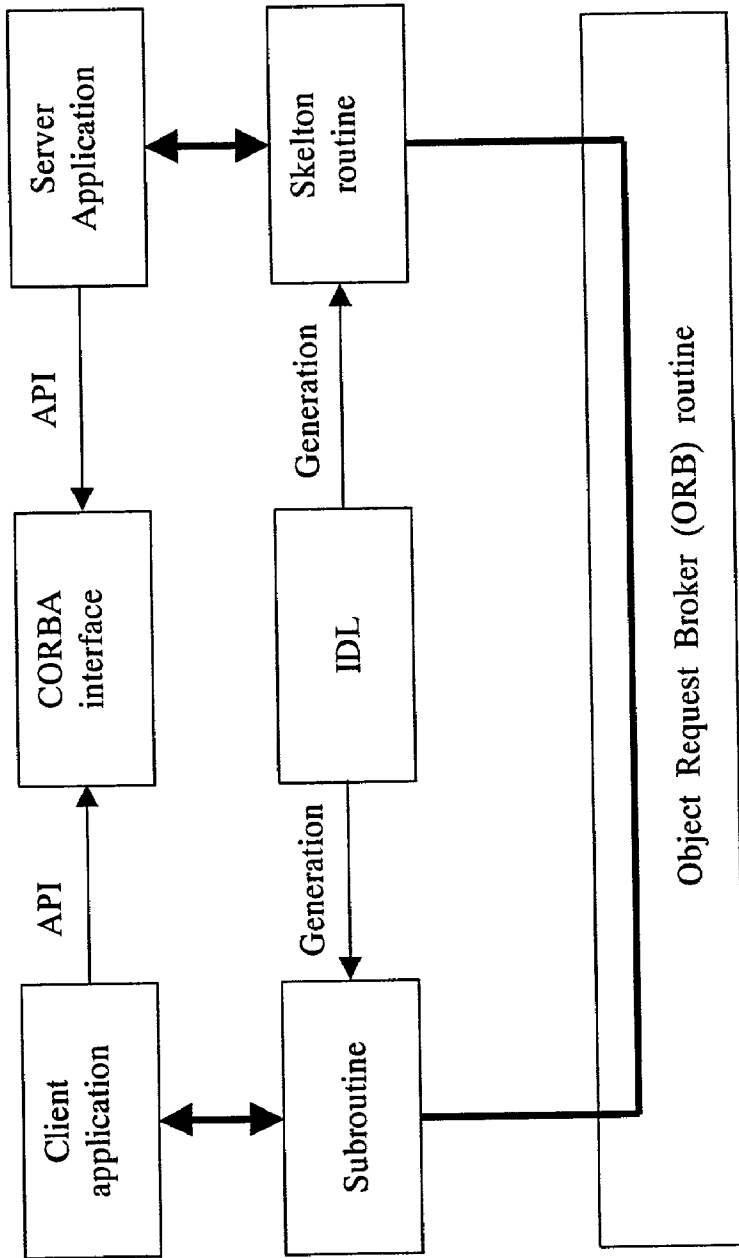 Client
application
API
CORBA
interface
API
Server
Application
Subroutine
Generation
IDL
Generation
Skelton
routine
Object Request Broker (ORB) routine